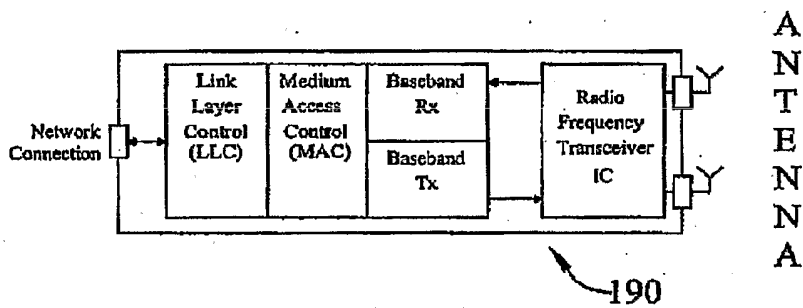 Network
Connection
Link
Layer
Control
(LLC)
Medium
Access
Control
(MAC)
Baseband
Rx
Baseband
Tx
Radio
Frequency
Transceiver
IC
A
N
T
E
N
N
A
190